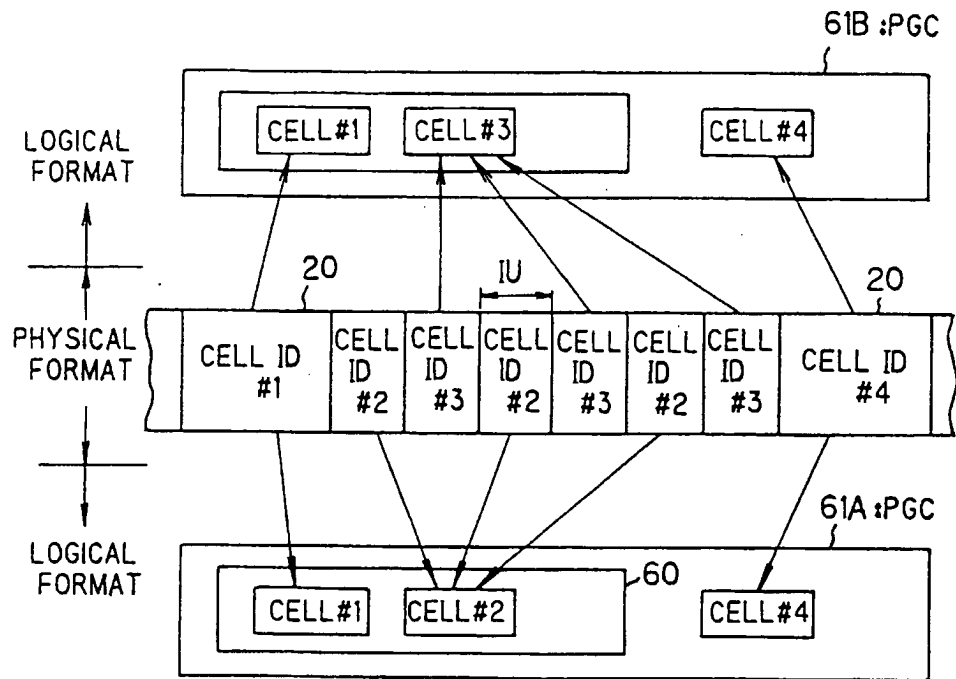 61B :PGC
CELL#1
CELL#3
CELL#4
LOGICAL
FORMAT
20
IU
20
PHYSICAL
FORMAT
CELL ID
#1
CELL
ID
#2
CELL
ID
#3
CELL
ID
#2
CELL
ID
#3
CELL
ID
#2
CELL
ID
#3
CELL ID
#4
61A :PGC
LOGICAL
FORMAT
60
CELL#1
CELL#2
CELL#4